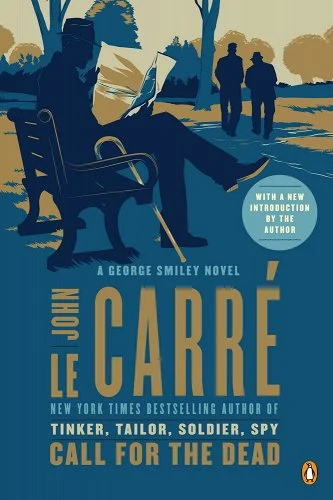 WITH A NEW
INTRODUCTION
BY THE
AUTHOR
A GEORGE SMILEY NOVEL
JOHN
LE CARRÉ
NEW YORK TIMES BESTSELLING AUTHOR OF
TINKER, TAILOR, SOLDIER, SPY
CALL FOR THE DEAD